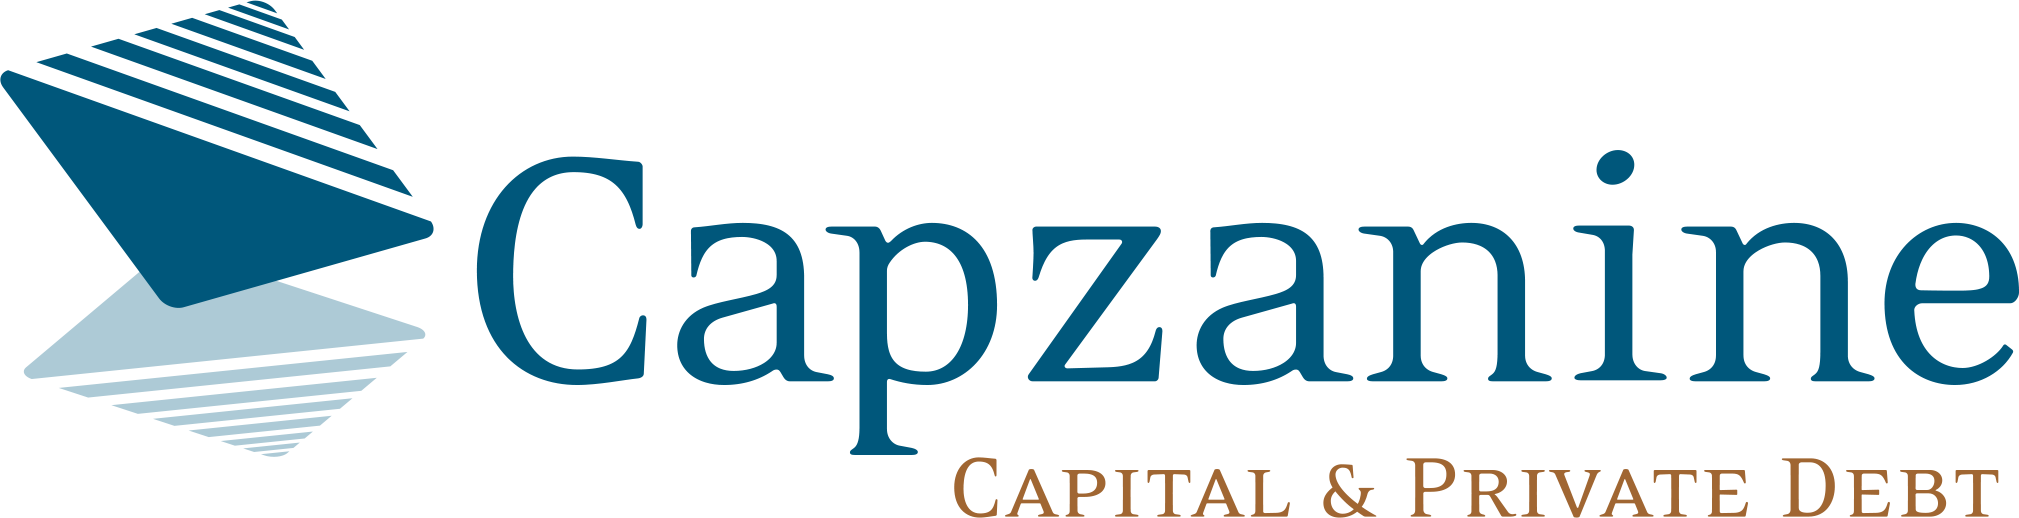 Capzanine
CAPITAL & PRIVATE DEBT